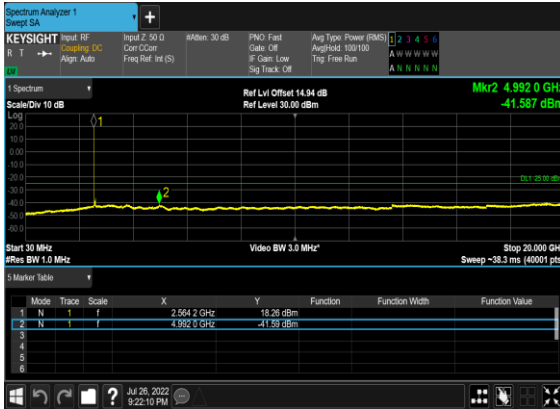 Spectrum Analyzer 1
Swept SA
+
KEYSIGHT
R T
Input: RF
Coupling: DC
Align: Auto
Input Z: 50 Ω
Corr CCorr
Freq Ref: Int (S)
#Atten: 30 dB
PNO: Fast
Gate: Off
IF Gain: Low
Sig Track: Off
Avg Type: Power (RMS)
Avg|Hold: 100/100
Trig: Free Run
1 2 3 4 5 6
A W W W W W
A N N N N N
1 Spectrum
Scale/Div 10 dB
Ref Lvl Offset 14.94 dB
Ref Level 30.00 dBm
Mkr2 4.992 0 GHz
-41.587 dBm
Log
20.0
10.0
0.00
-10.0
-20.0
-30.0
-40.0
-50.0
-60.0
1
2
DL1 -25.00 dBm
Start 30 MHz
#Res BW 1.0 MHz
Video BW 3.0 MHz*
Stop 20.000 GH
Sweep ~38.3 ms (40001 pts
5 Marker Table
Mode Trace Scale X Y Function Function Width Function Value
1 N 1 f 2.564 2 GHz 18.26 dBm
2 N 1 f 4.992 0 GHz -41.59 dBm
3
4
5
6
?
Jul 26, 2022
9:22:10 PM